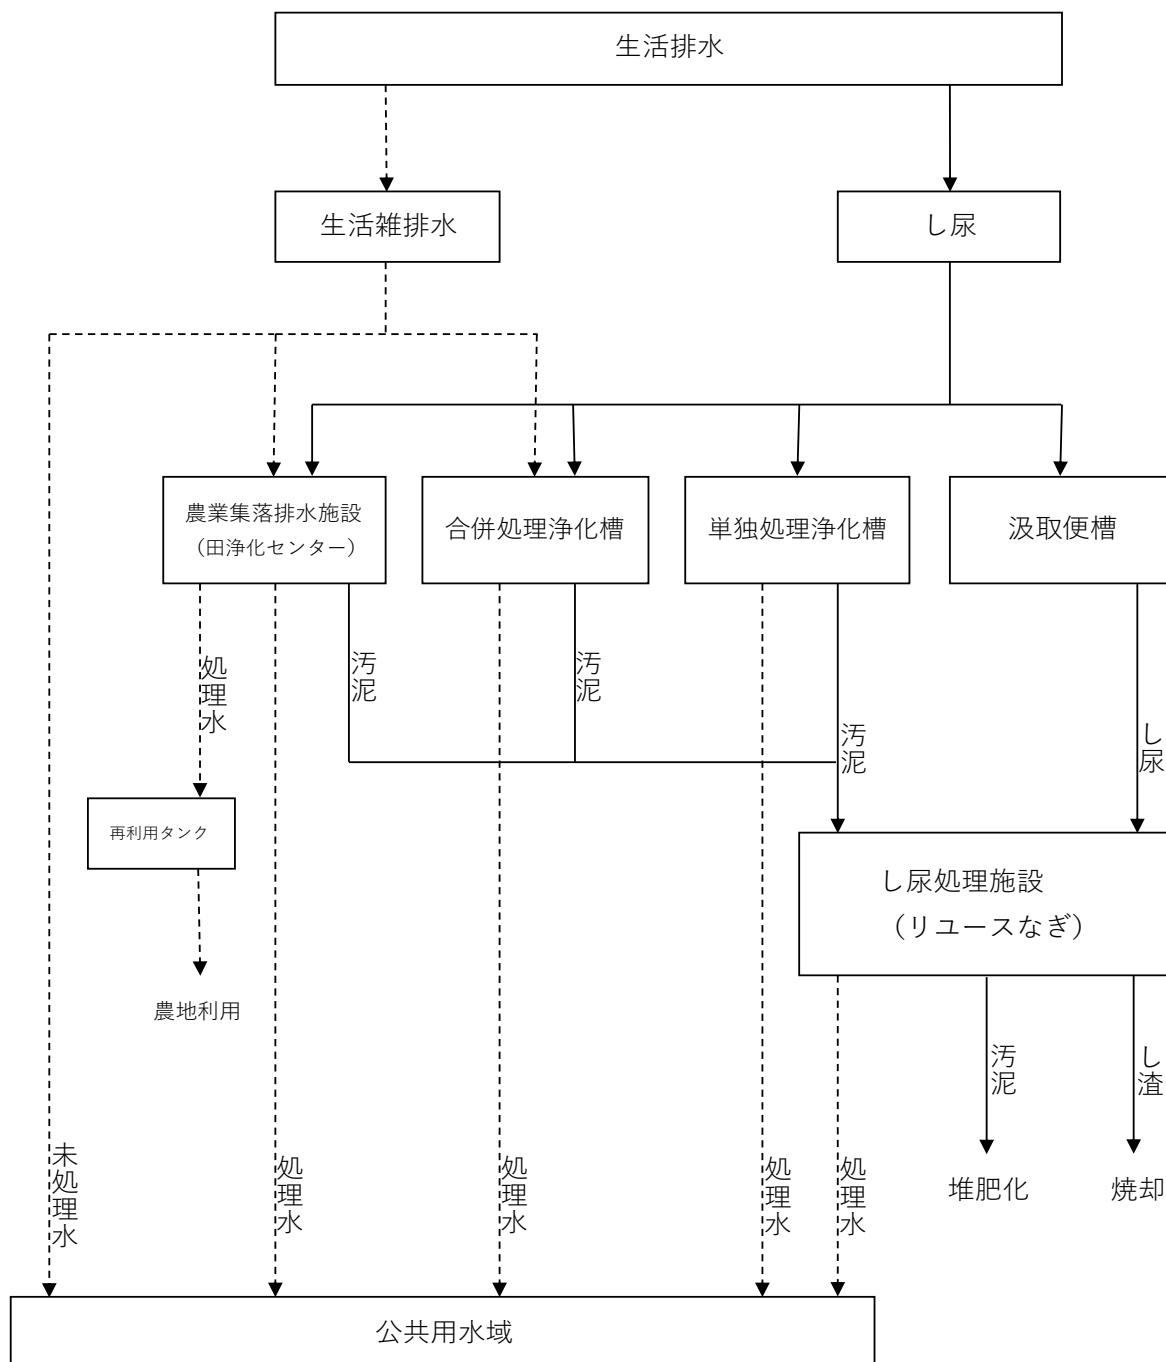 生活排水
生活雑排水
し尿
農業集落排水施設
（田浄化センター）
合併処理浄化槽
単独処理浄化槽
汲取便槽
処理水
汚泥
汚泥
汚泥
し尿
再利用タンク
し尿処理施設
（リユースなぎ）
農地利用
汚泥
し渣
未処理水
処理水
処理水
処理水
処理水
堆肥化
焼却
公共用水域